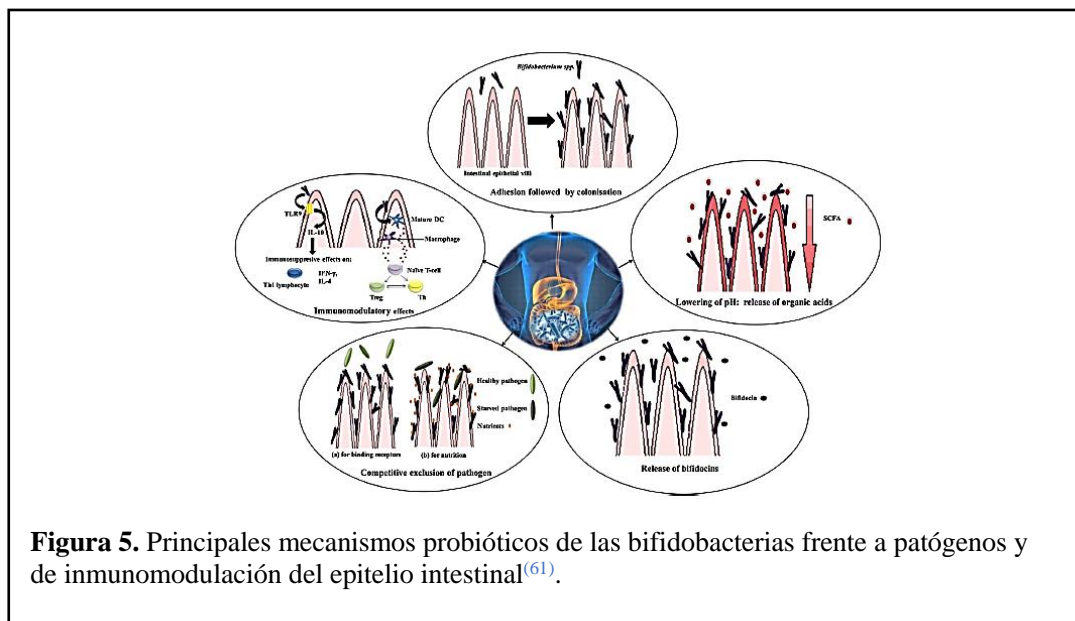 Bifidobacterium spp.
Intestinal epithelial villi
Adhesion followed by colonisation
TLR9
IL-10
Mature DC
Macrophage
Immunosuppresive effects on:
Th1 lymphocyte
IFN-γ,
IL-4
Naïve T-cell
Treg
Th
Immunomodulatory effects
SCFA
Lowering of pH: release of organic acids
Healthy pathogen
Starved pathogen
Nutrients
(a) for binding receptors
(b) for nutrition
Competitive exclusion of pathogen
Bifidocin
Release of bifidocins
Figura 5. Principales mecanismos probióticos de las bifidobacterias frente a patógenos y
de inmunomodulación del epitelio intestinal(61).